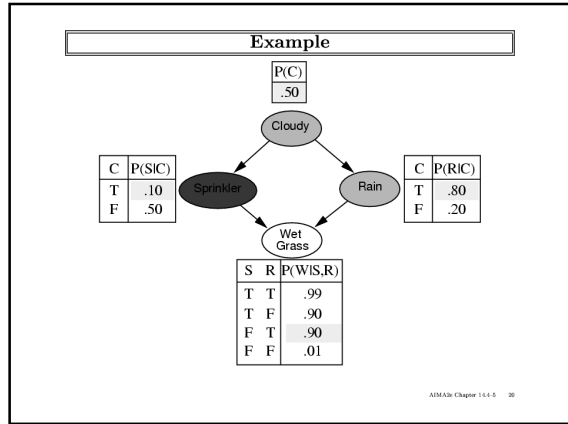 Example
P(C)
.50
Cloudy
C P(S|C)
T .10
F .50
Sprinkler
Rain
C P(R|C)
T .80
F .20
Wet
Grass
S R P(W|S,R)
T T .99
T F .90
F T .90
F F .01
AIMA2e Chapter 14.4-5 20